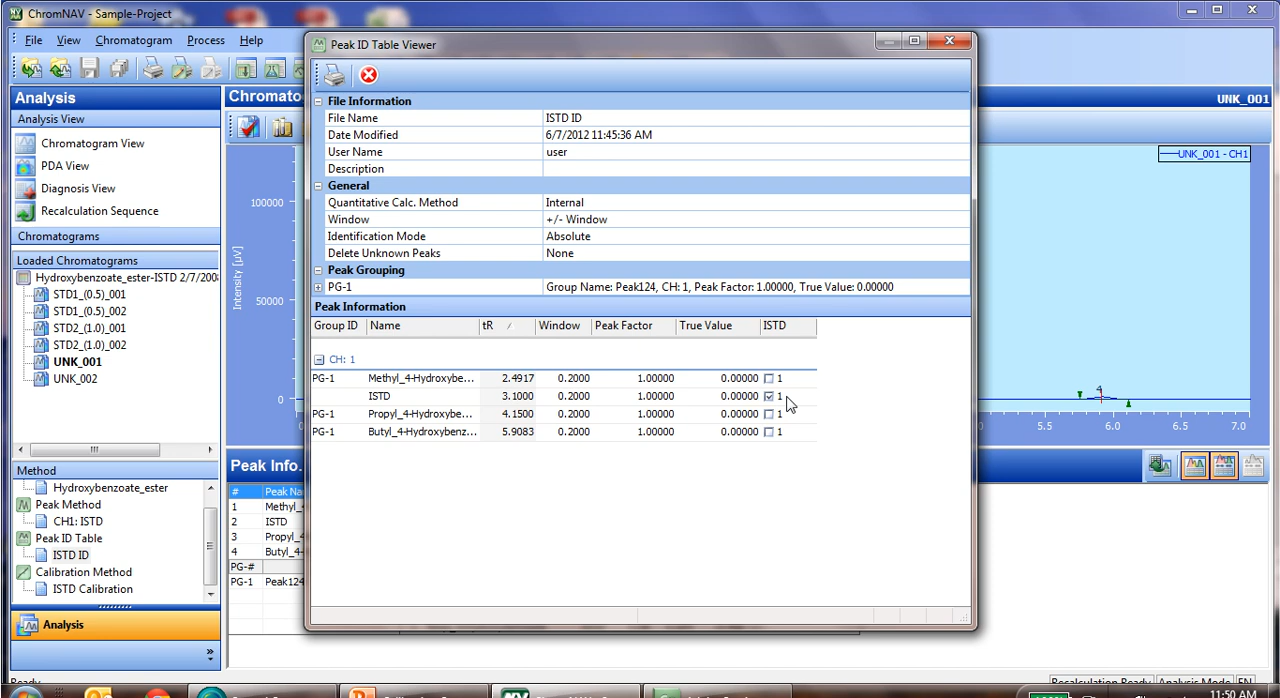 ChromNAV - Sample-Project
File View Chromatogram Process Help
Analysis
Analysis View
Chromatogram View
PDA View
Diagnosis View
Recalculation Sequence
Chromatograms
Loaded Chromatograms
Hydroxybenzoate_ester-ISTD 2/7/200
STD1_(0.5)_001
STD1_(0.5)_002
STD2_(1.0)_001
STD2_(1.0)_002
UNK_001
UNK_002
Method
Hydroxybenzoate_ester
Peak Method
CH1: ISTD
Peak ID Table
ISTD ID
Calibration Method
ISTD Calibration
Analysis
Chromato
UNK_001
UNK_001 - CH1
Intensity [µV]
100000
50000
0
4
5.5 6.0 6.5 7.0
Peak Info.
# Peak Na
1 Methyl_4
2 ISTD
3 Propyl_4
4 Butyl_4-
PG-#
PG-1 Peak124
Peak ID Table Viewer
File Information
File Name ISTD ID
Date Modified 6/7/2012 11:45:36 AM
User Name user
Description
General
Quantitative Calc. Method Internal
Window +/- Window
Identification Mode Absolute
Delete Unknown Peaks None
Peak Grouping
PG-1 Group Name: Peak124, CH: 1, Peak Factor: 1.00000, True Value: 0.00000
Peak Information
Group ID Name tR Window Peak Factor True Value ISTD
CH: 1
PG-1 Methyl_4-Hydroxybe... 2.4917 0.2000 1.00000 0.00000 1
ISTD 3.1000 0.2000 1.00000 0.00000 1
PG-1 Propyl_4-Hydroxybe... 4.1500 0.2000 1.00000 0.00000 1
PG-1 Butyl_4-Hydroxybenz... 5.9083 0.2000 1.00000 0.00000 1
Ready
Recalculation Ready Analysis Mode EN
11:50 AM